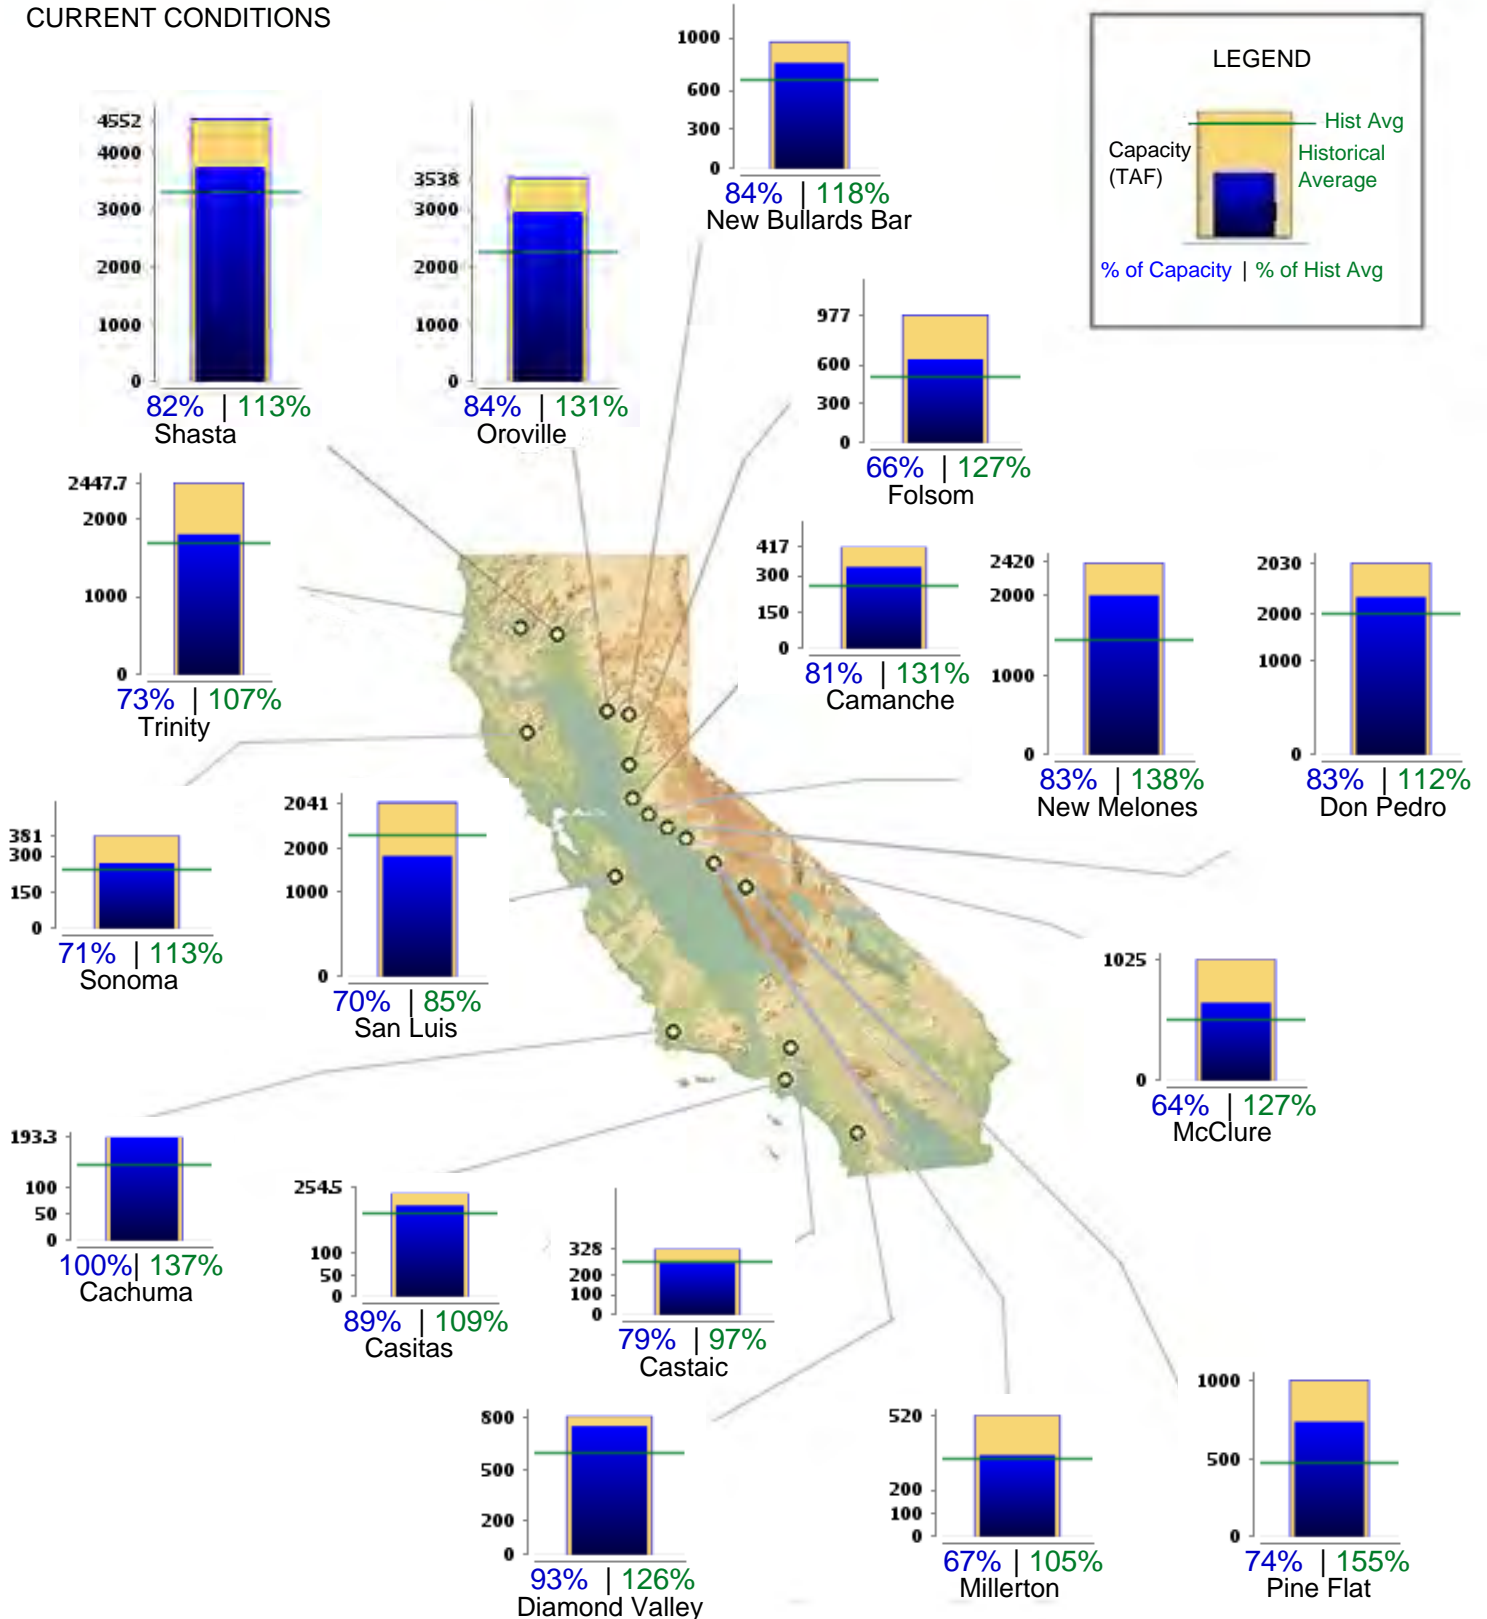 CURRENT CONDITIONS
LEGEND
Hist Avg
Capacity
(TAF)
Historical
Average
% of Capacity | % of Hist Avg
1000
600
300
0
84% | 118%
New Bullards Bar
4552
4000
3000
2000
1000
0
82% | 113%
Shasta
3538
3000
2000
1000
0
84% | 131%
Oroville
977
600
300
0
66% | 127%
Folsom
2447.7
2000
1000
0
73% | 107%
Trinity
417
300
150
0
81% | 131%
Camanche
2420
2000
1000
0
83% | 138%
New Melones
2030
2000
1000
0
83% | 112%
Don Pedro
381
300
150
0
71% | 113%
Sonoma
2041
2000
1000
0
70% | 85%
San Luis
1025
0
64% | 127%
McClure
193.3
100
50
0
100% | 137%
Cachuma
254.5
100
50
0
89% | 109%
Casitas
328
200
100
0
79% | 97%
Castaic
800
500
200
0
93% | 126%
Diamond Valley
520
200
100
0
67% | 105%
Millerton
1000
500
0
74% | 155%
Pine Flat